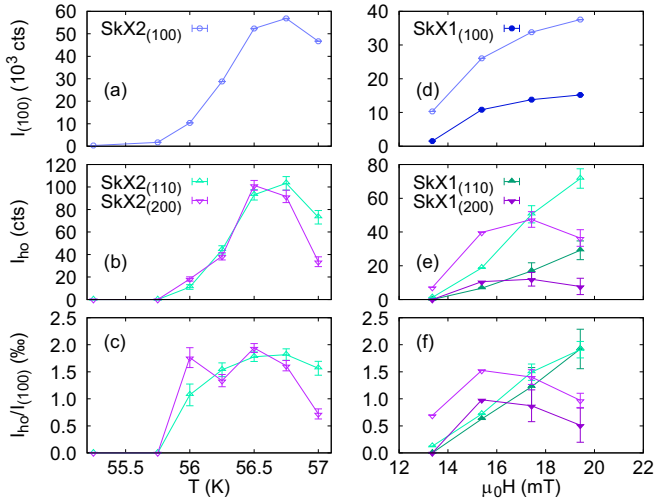 60
50
40
30
20
10
0
I(100) (10³ cts)
SkX2(100)
(a)
40
30
20
10
0
SkX1(100)
(d)
120
100
80
60
40
20
0
Iho (cts)
SkX2(110)
SkX2(200)
(b)
80
60
40
20
0
SkX1(110)
SkX1(200)
(e)
2.5
2.0
1.5
1.0
0.5
0.0
Iho/I(100) (‰)
(c)
55.5 56 56.5 57
T (K)
2.5
2.0
1.5
1.0
0.5
0.0
(f)
12 14 16 18 20 22
μ0H (mT)